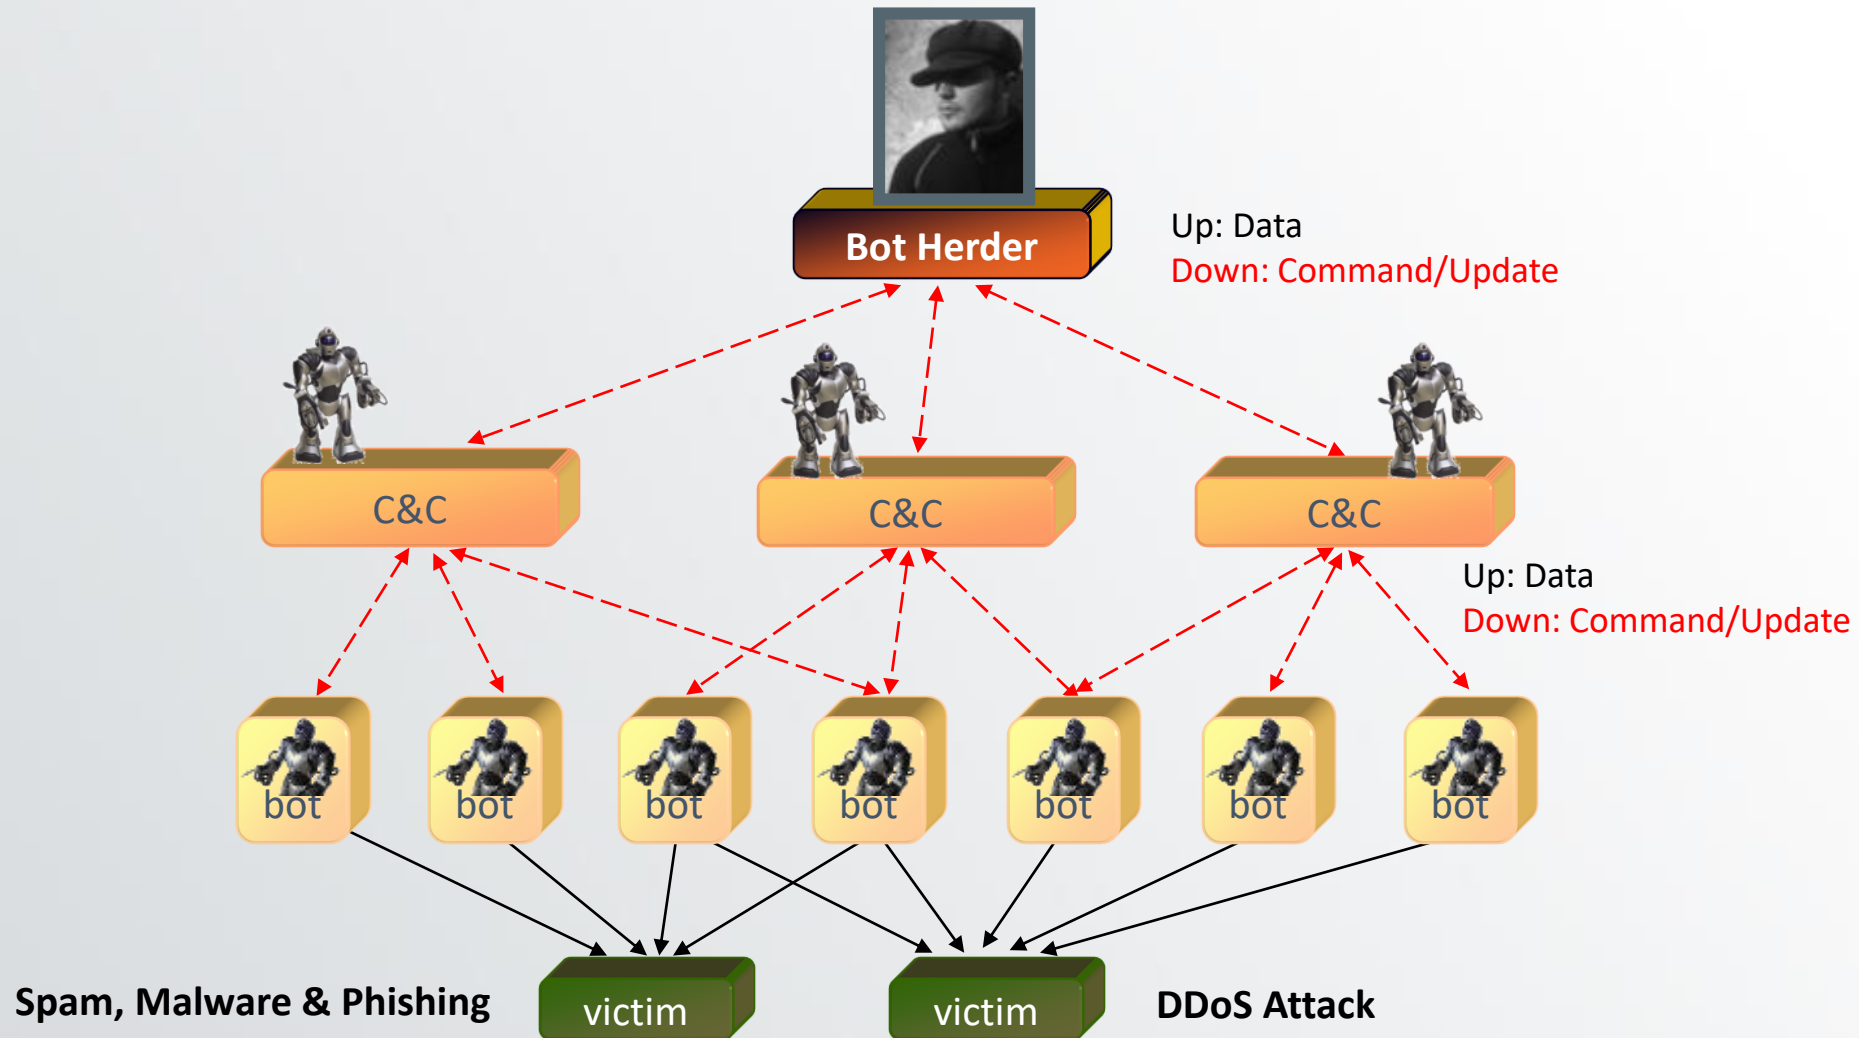 Bot Herder
Up: Data
Down: Command/Update
C&C
C&C
C&C
Up: Data
Down: Command/Update
bot
bot
bot
bot
bot
bot
bot
Spam, Malware & Phishing
victim
victim
DDoS Attack